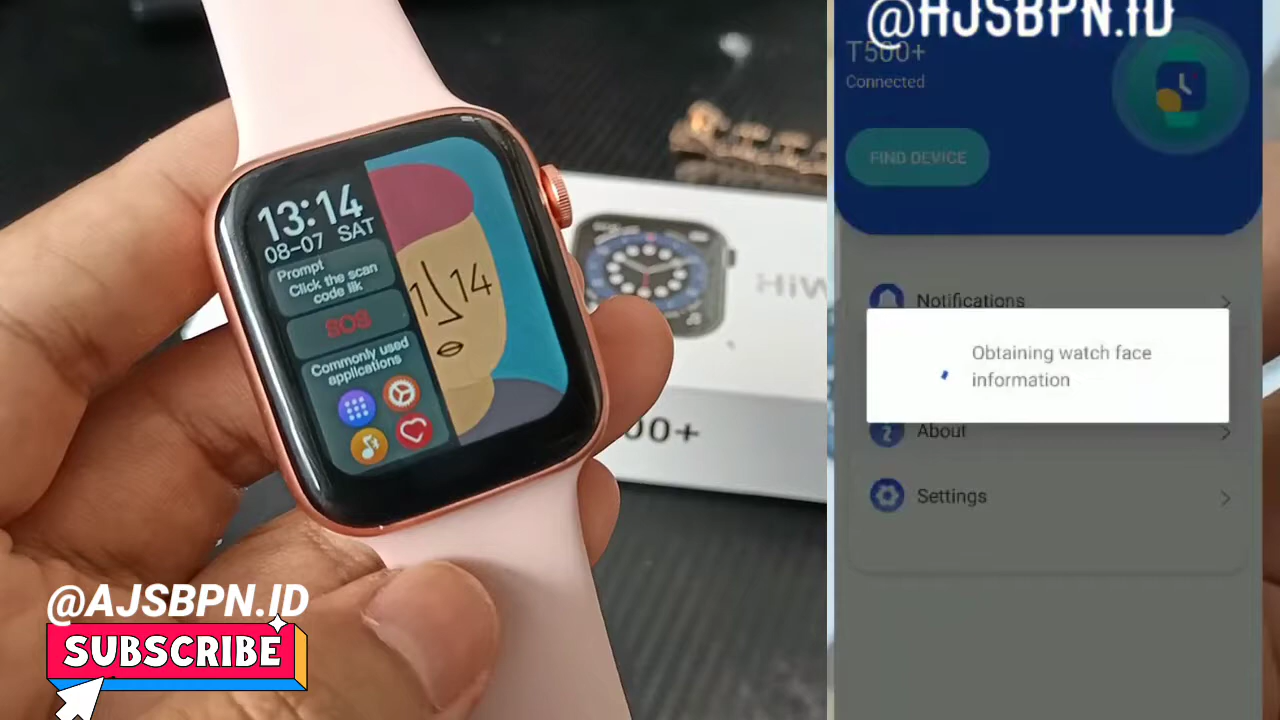 13:14
08-07 SAT
Prompt
Click the scan
code lik
SOS
Commonly used
applications
14
00+
@AJSBPN.ID
SUBSCRIBE
@AJSBPN.ID
T500+
Connected
FIND DEVICE
Notifications
Obtaining watch face
information
About
Settings